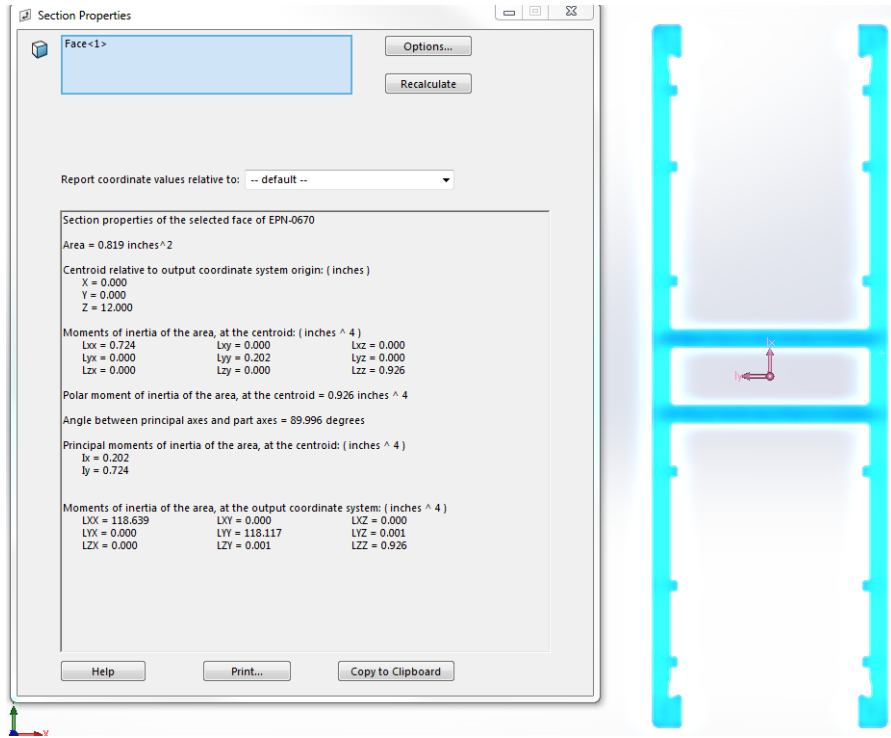 Section Properties
Face<1>
Options...
Recalculate
Report coordinate values relative to: -- default --
Section properties of the selected face of EPN-0670
Area = 0.819 inches^2
Centroid relative to output coordinate system origin: ( inches )
X = 0.000
Y = 0.000
Z = 12.000
Moments of inertia of the area, at the centroid: ( inches ^ 4 )
Lxx = 0.724 Lxy = 0.000 Lxz = 0.000
Lyx = 0.000 Lyy = 0.202 Lyz = 0.000
Lzx = 0.000 Lzy = 0.000 Lzz = 0.926
Polar moment of inertia of the area, at the centroid = 0.926 inches ^ 4
Angle between principal axes and part axes = 89.996 degrees
Principal moments of inertia of the area, at the centroid: ( inches ^ 4 )
Ix = 0.202
Iy = 0.724
Moments of inertia of the area, at the output coordinate system: ( inches ^ 4 )
LXX = 118.639 LXY = 0.000 LXZ = 0.000
LYX = 0.000 LYY = 118.117 LYZ = 0.001
LZX = 0.000 LZY = 0.001 LZZ = 0.926
Help Print... Copy to Clipboard
Ix
Iy
X